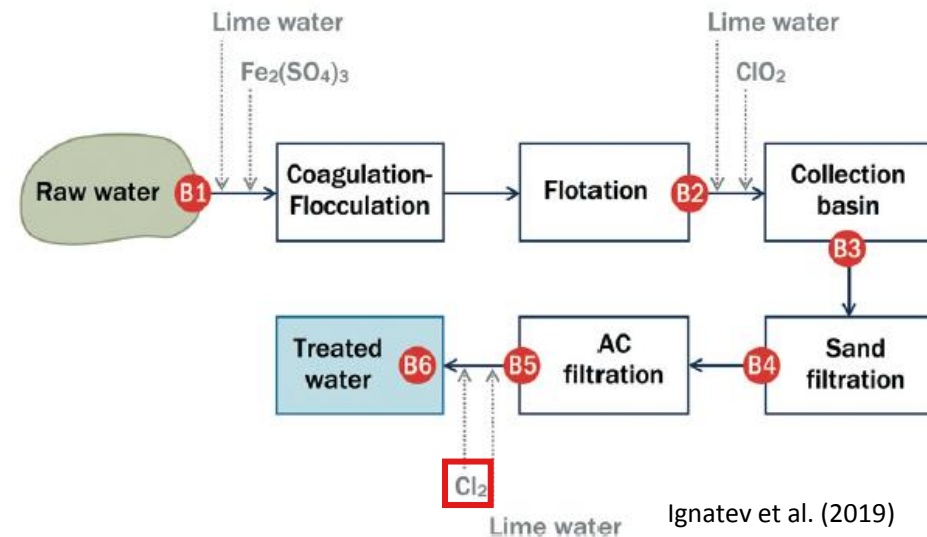 Lime water
Lime water
Fe₂(SO₄)₃
ClO₂
Raw water
B1
Coagulation-
Flocculation
Flotation
B2
Collection
basin
B3
Treated
water
B6
B5
AC
filtration
B4
Sand
filtration
Cl₂
Lime water
Ignatev et al. (2019)